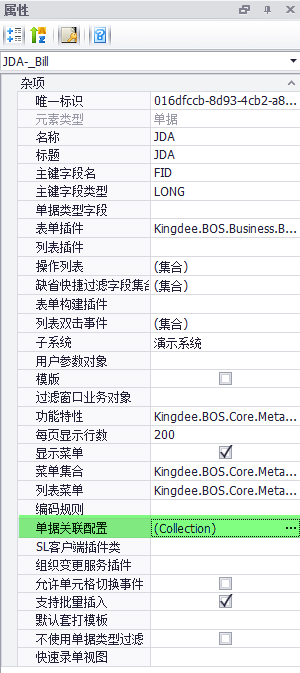 属性
JDA-_Bill
杂项
唯一标识 016dfccb-8d93-4cb2-a8...
元素类型 单据
名称 JDA
标题 JDA
主键字段名 FID
主键字段类型 LONG
单据类型字段
表单插件 Kingdee.BOS.Business.B...
列表插件
操作列表 (集合)
缺省快捷过滤字段集合 (集合)
表单构建插件
列表双击事件 (集合)
子系统 演示系统
用户参数对象
模版
过滤窗口业务对象
功能特性 Kingdee.BOS.Core.Meta...
每页显示行数 200
显示菜单
菜单集合 Kingdee.BOS.Core.Meta...
列表菜单 Kingdee.BOS.Core.Meta...
编码规则
单据关联配置 (Collection) ...
SL客户端插件类
组织变更服务插件
允许单元格切换事件
支持批量插入
默认套打模板
不使用单据类型过滤
快速录单视图